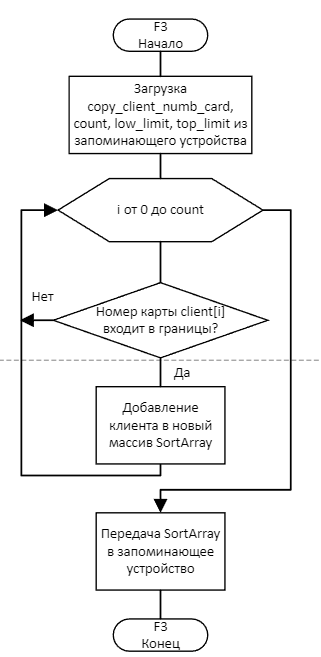 F3
Начало
Загрузка
copy_client_numb_card,
count, low_limit, top_limit из
запоминающего устройства
i от 0 до count
Нет
Номер карты client[i]
входит в границы?
Да
Добавление
клиента в новый
массив SortArray
Передача SortArray
в запоминающее
устройство
F3
Конец